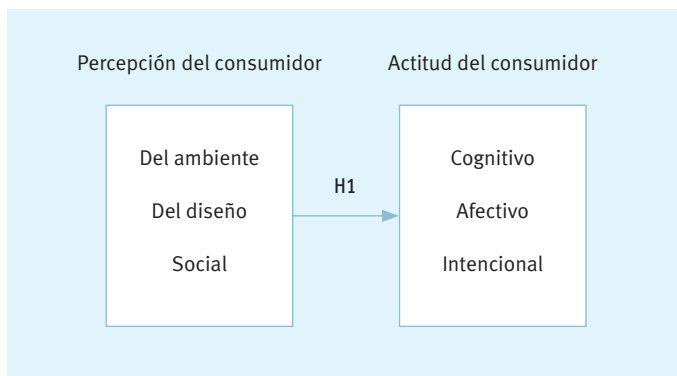 Percepción del consumidor
Actitud del consumidor
Del ambiente
Del diseño
Social
H1
Cognitivo
Afectivo
Intencional